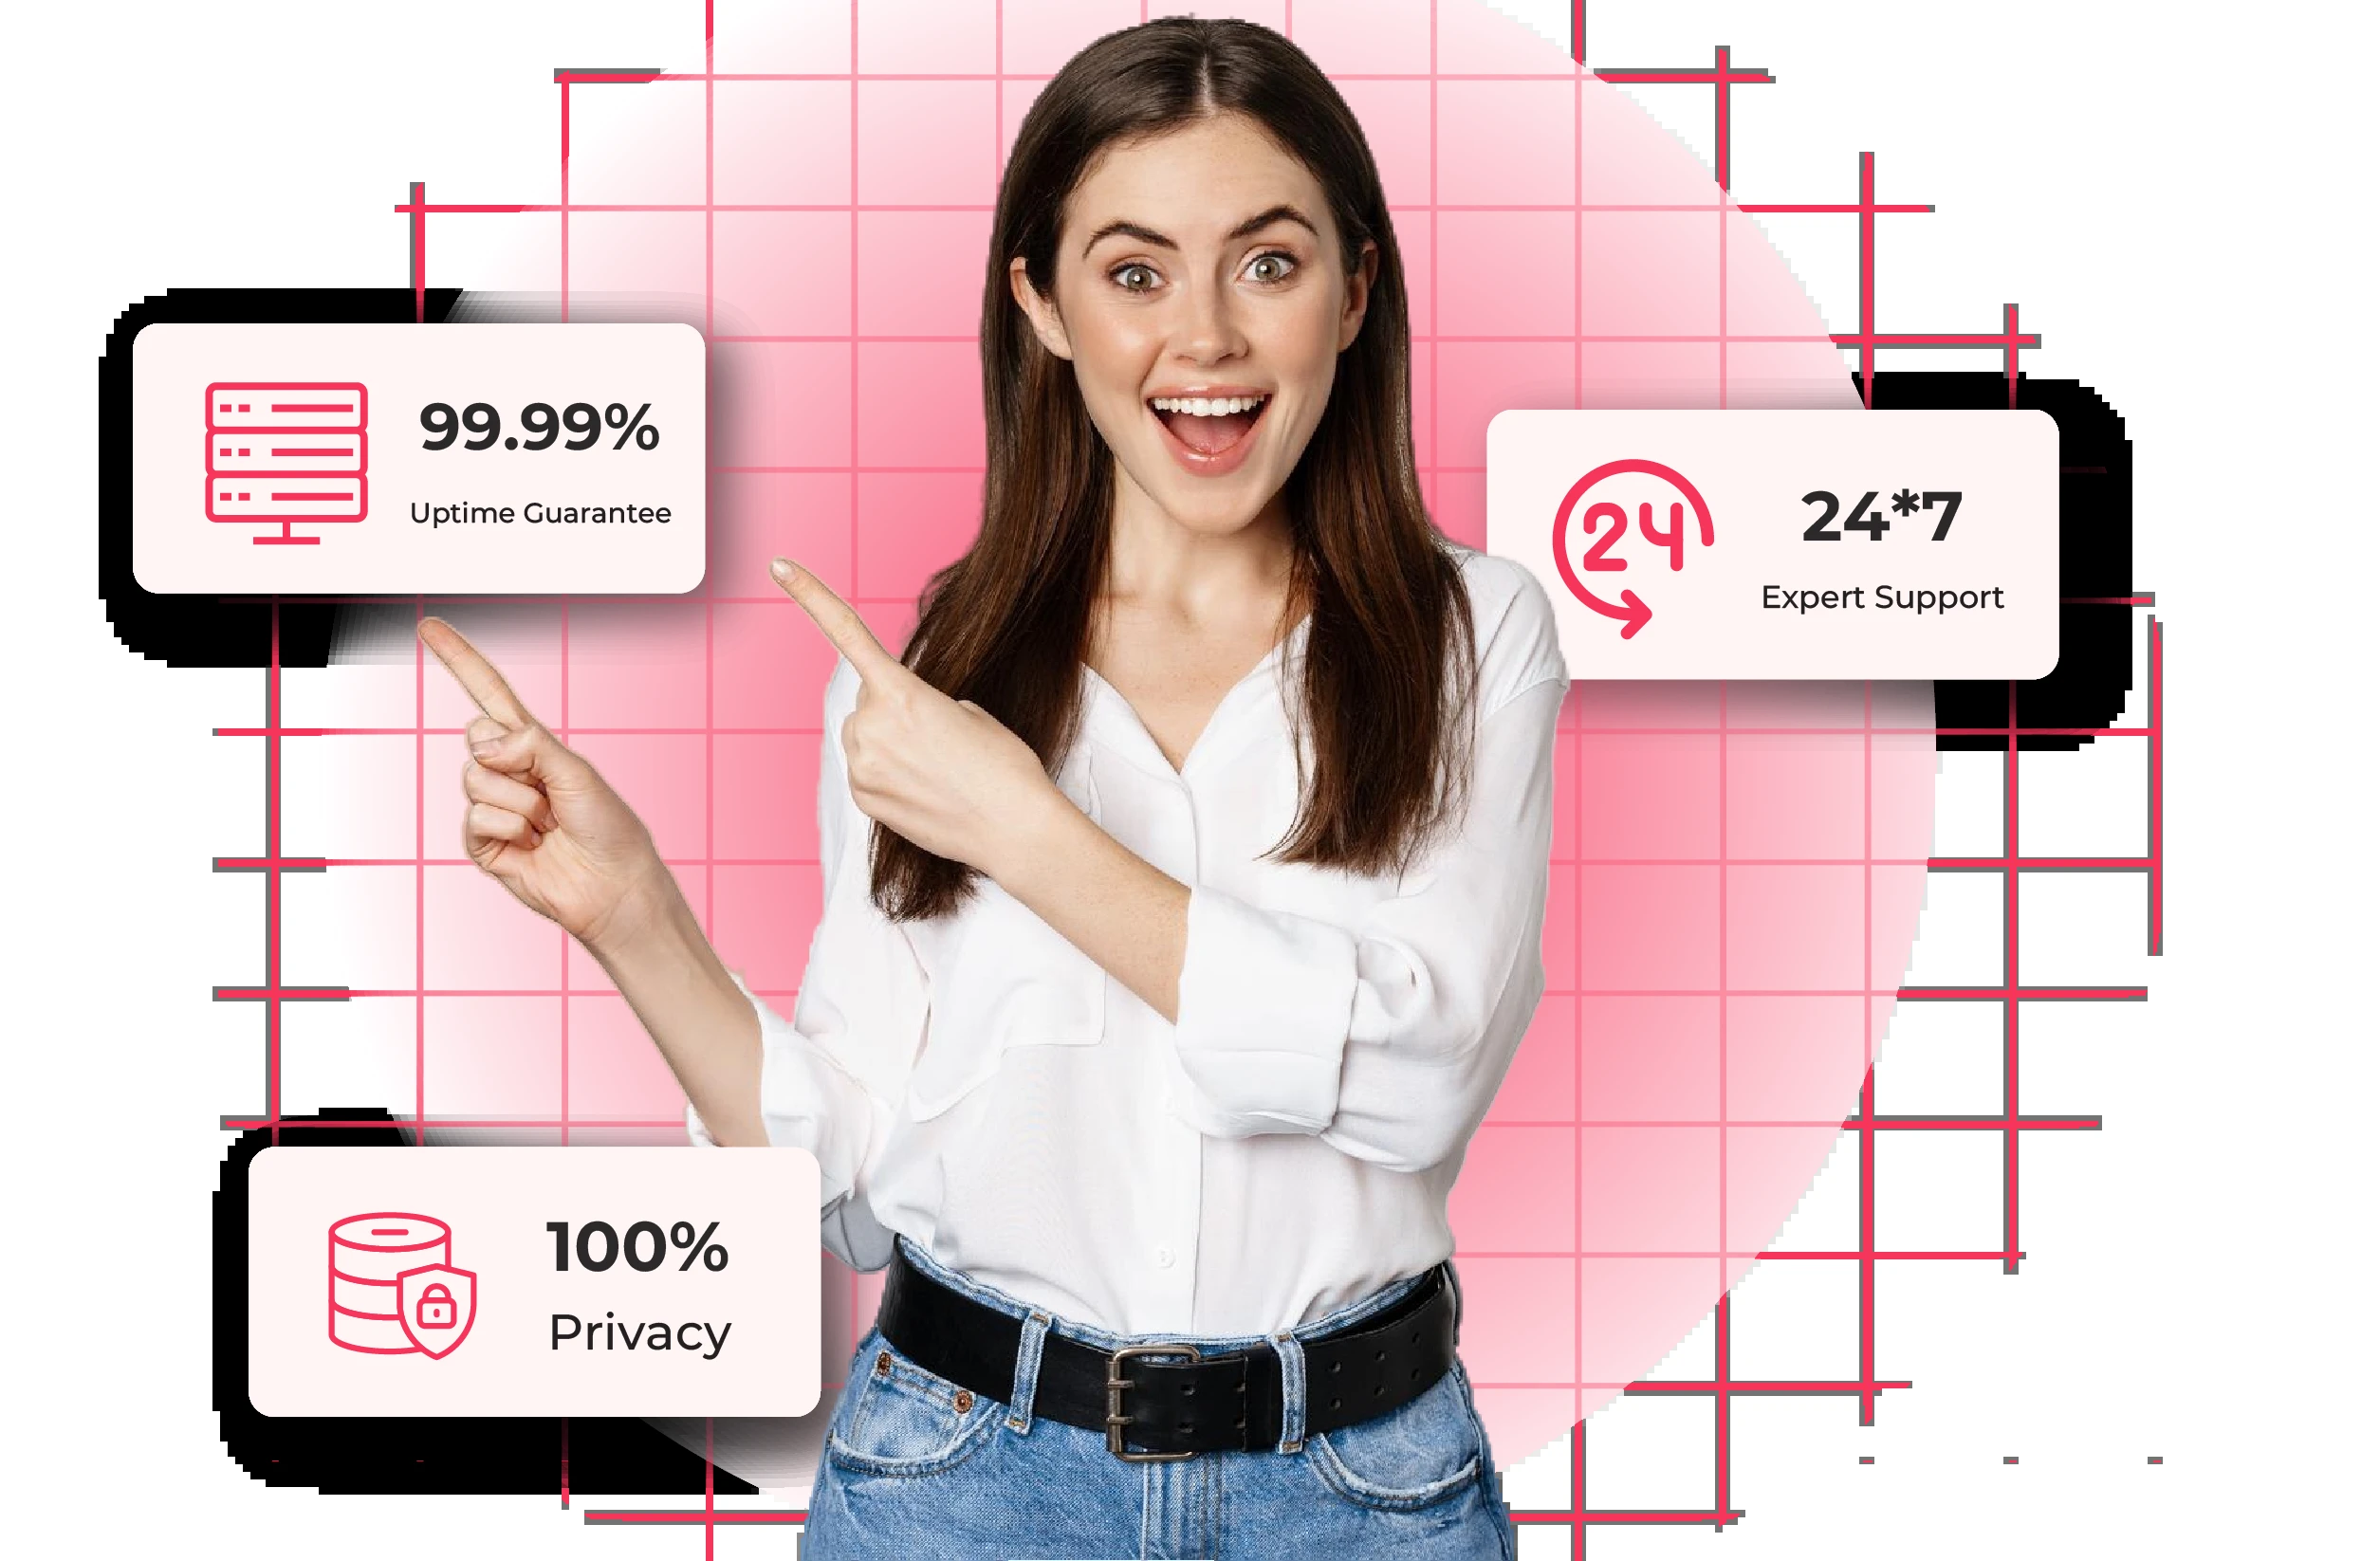 99.99%
Uptime Guarantee
24
24*7
Expert Support
100%
Privacy